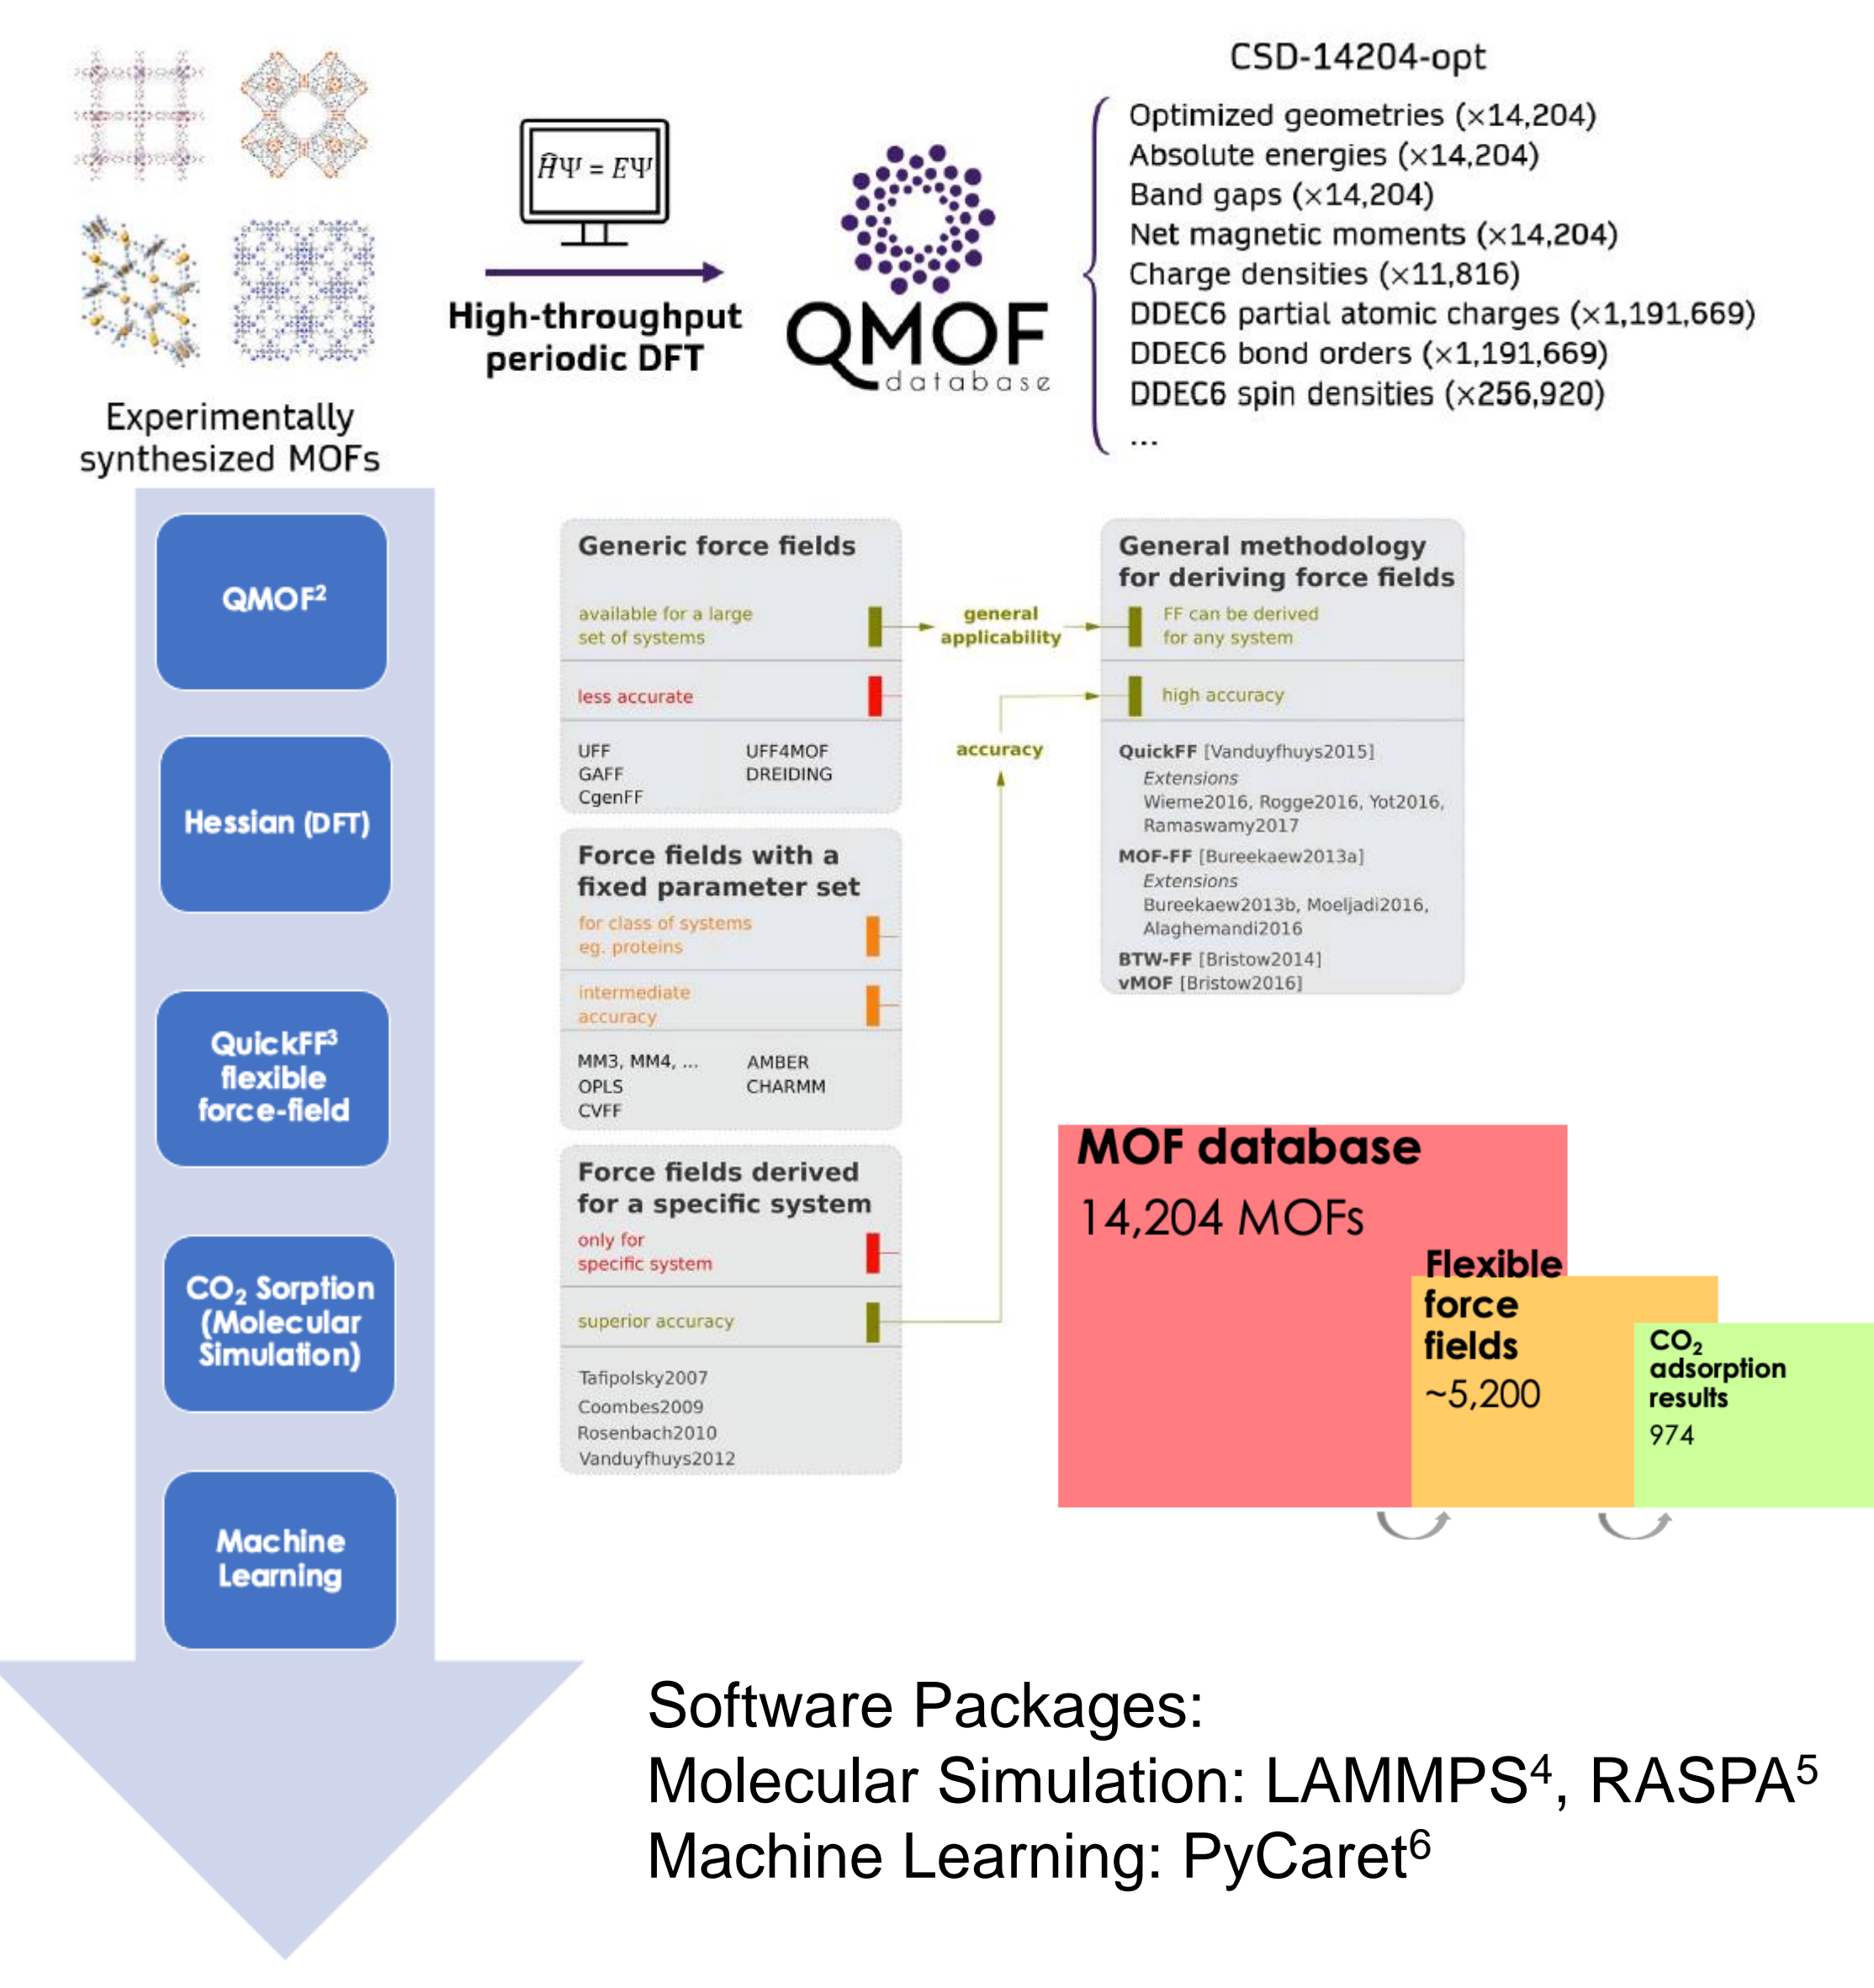 CSD-14204-opt
Optimized geometries (×14,204)
Absolute energies (×14,204)
Band gaps (×14,204)
Net magnetic moments (×14,204)
Charge densities (×11,816)
DDEC6 partial atomic charges (×1,191,669)
DDEC6 bond orders (×1,191,669)
DDEC6 spin densities (×256,920)
...
ĤΨ = EΨ
High-throughput
periodic DFT
QMOF
database
Experimentally
synthesized MOFs
QMOF²
Hessian (DFT)
QuickFF³
flexible
force-field
CO₂ Sorption
(Molecular
Simulation)
Machine
Learning
Generic force fields
available for a large
set of systems
less accurate
UFF UFF4MOF
GAFF DREIDING
CgenFF
general
applicability
accuracy
General methodology
for deriving force fields
FF can be derived
for any system
high accuracy
QuickFF [Vanduyfhuys2015]
Extensions
Wieme2016, Rogge2016, Yot2016,
Ramaswamy2017
MOF-FF [Bureekaew2013a]
Extensions
Bureekaew2013b, Moeljadi2016,
Alaghemandi2016
BTW-FF [Bristow2014]
vMOF [Bristow2016]
Force fields with a
fixed parameter set
for class of systems
eg. proteins
intermediate
accuracy
MM3, MM4, ... AMBER
OPLS CHARMM
CVFF
Force fields derived
for a specific system
only for
specific system
superior accuracy
Tafipolsky2007
Coombes2009
Rosenbach2010
Vanduyfhuys2012
MOF database
14,204 MOFs
Flexible
force
fields
~5,200
CO₂
adsorption
results
974
Software Packages:
Molecular Simulation: LAMMPS⁴, RASPA⁵
Machine Learning: PyCaret⁶